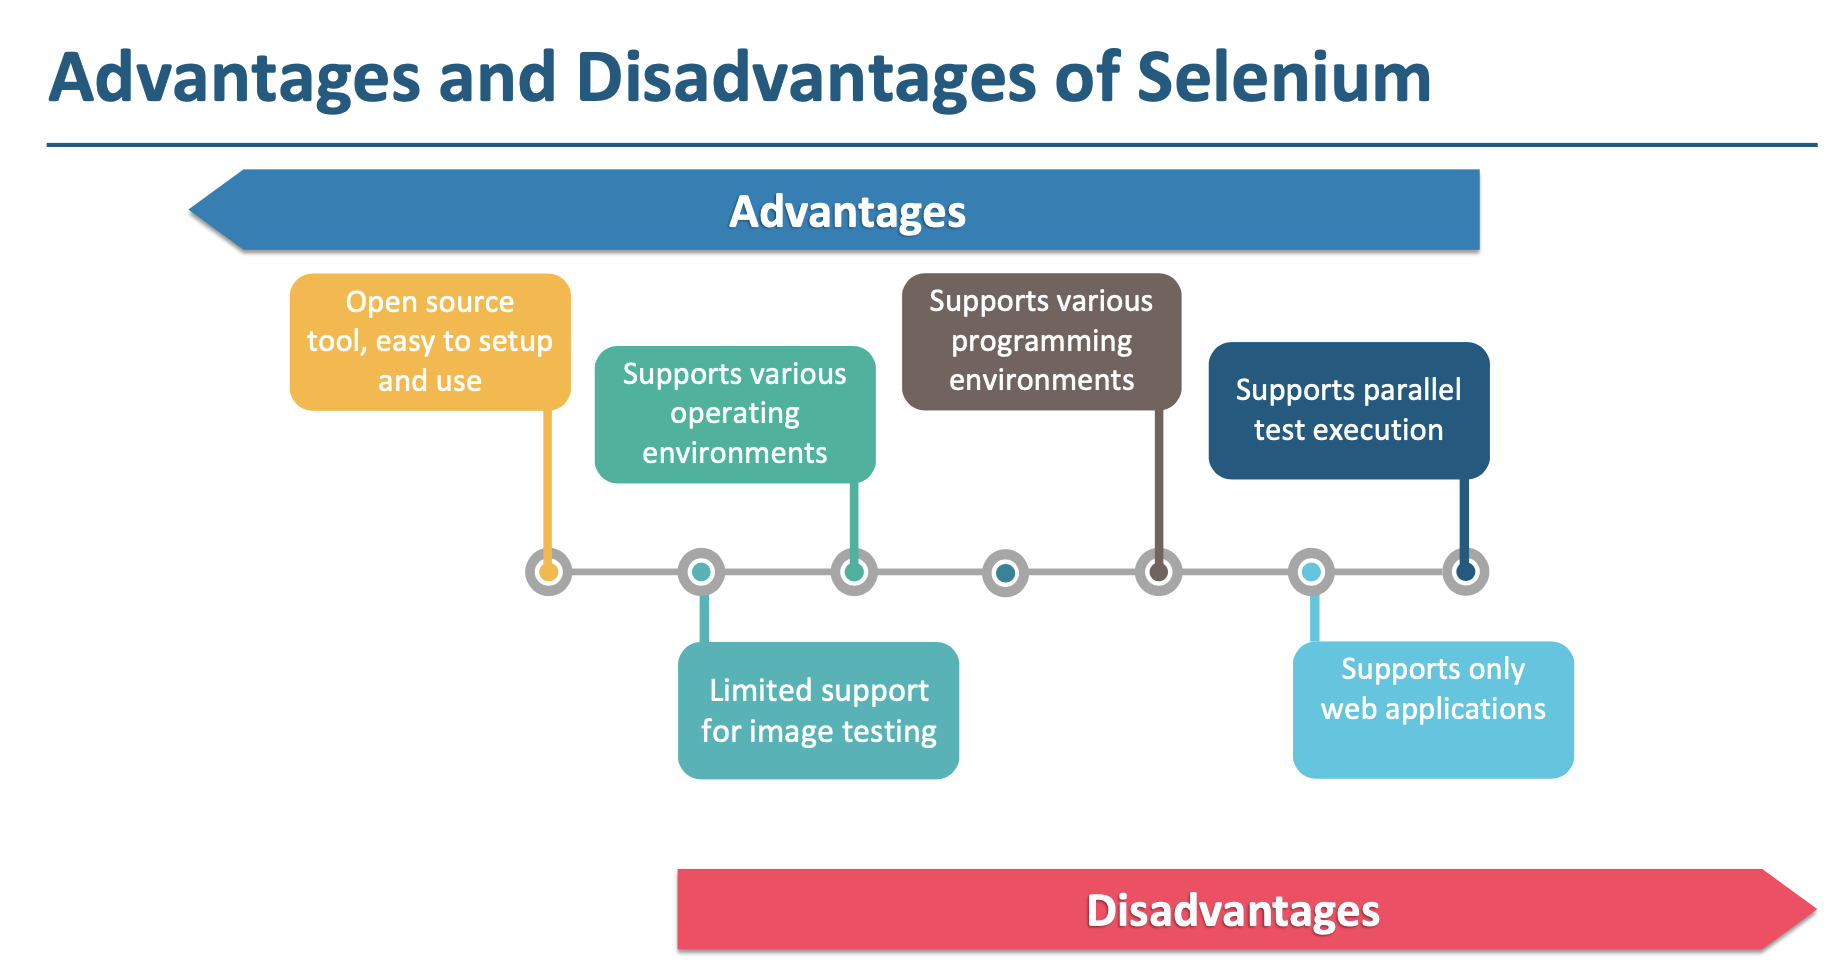 Advantages and Disadvantages of Selenium
Advantages
Open source
tool, easy to setup
and use
Supports various
operating
environments
Supports various
programming
environments
Supports parallel
test execution
Limited support
for image testing
Supports only
web applications
Disadvantages